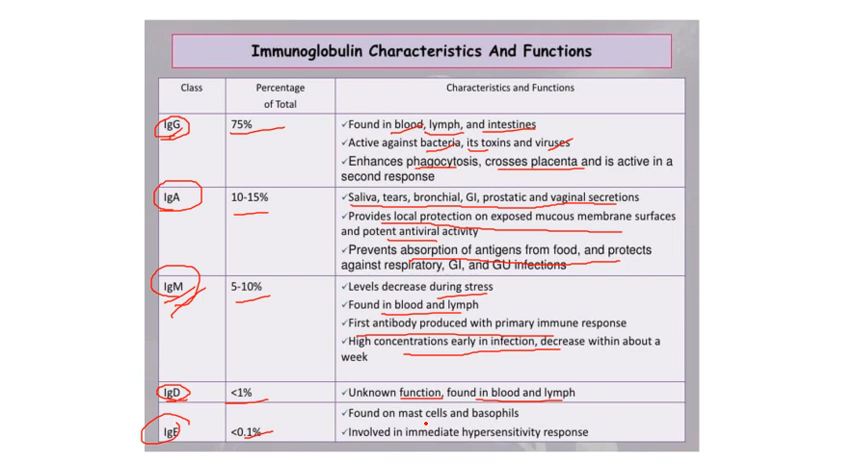 Immunoglobulin Characteristics And Functions
Class
Percentage
of Total
Characteristics and Functions
IgG
75%
✓Found in blood, lymph, and intestines
✓Active against bacteria, its toxins and viruses
✓Enhances phagocytosis, crosses placenta and is active in a
second response
IgA
10-15%
✓Saliva, tears, bronchial, GI, prostatic and vaginal secretions
✓Provides local protection on exposed mucous membrane surfaces
and potent antiviral activity
✓Prevents absorption of antigens from food, and protects
against respiratory, GI, and GU infections
IgM
5-10%
✓Levels decrease during stress
✓Found in blood and lymph
✓First antibody produced with primary immune response
✓High concentrations early in infection, decrease within about a
week
IgD
<1%
✓Unknown function, found in blood and lymph
IgE
<0.1%
✓Found on mast cells and basophils
✓Involved in immediate hypersensitivity response